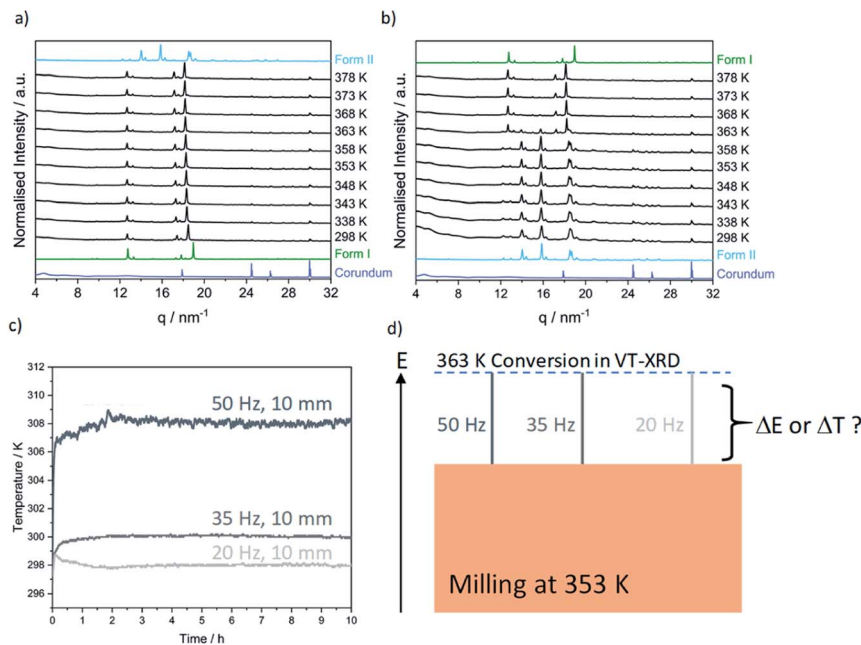 a)
Normalised Intensity / a.u.
Form II
378 K
373 K
368 K
363 K
358 K
353 K
348 K
343 K
338 K
298 K
Form I
Corundum
4 8 12 16 20 24 28 32
q / nm⁻¹
b)
Normalised Intensity / a.u.
Form I
378 K
373 K
368 K
363 K
358 K
353 K
348 K
343 K
338 K
298 K
Form II
Corundum
4 8 12 16 20 24 28 32
q / nm⁻¹
c)
Temperature / K
312
310
308
306
304
302
300
298
296
50 Hz, 10 mm
35 Hz, 10 mm
20 Hz, 10 mm
0 1 2 3 4 5 6 7 8 9 10
Time / h
d)
E
363 K Conversion in VT-XRD
50 Hz 35 Hz 20 Hz
ΔE or ΔT ?
Milling at 353 K